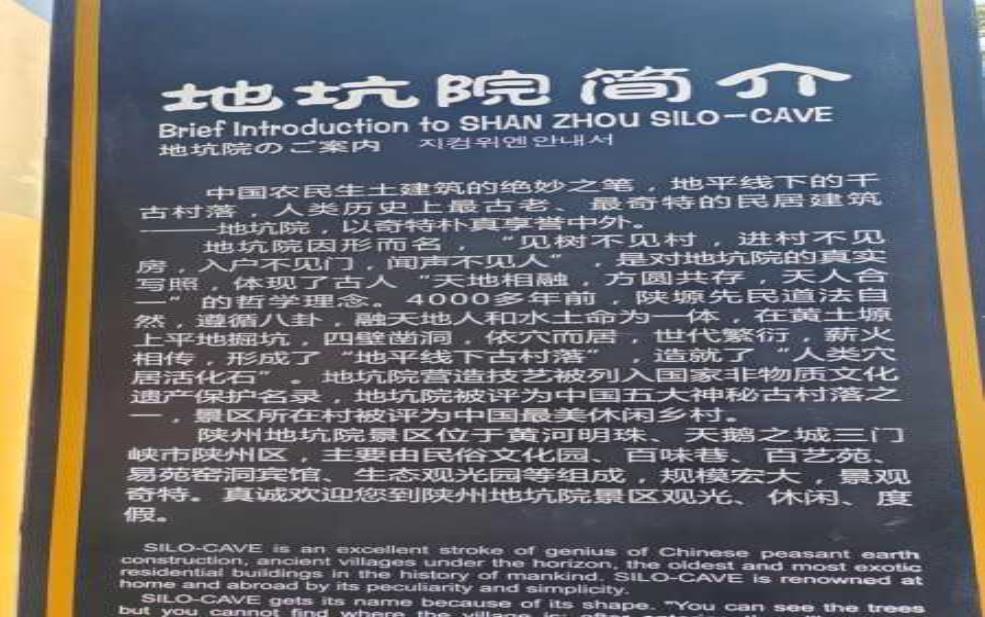 地坑院简介
Brief Introduction to SHAN ZHOU SILO-CAVE
地坑院のご案内 지컹위엔안내서
中国农民生土建筑的绝妙之笔，地平线下的千
古村落，人类历史上最古老、最奇特的民居建筑
——地坑院，以奇特朴真享誉中外。
地坑院因形而名，“见树不见村，进村不见
房，入户不见门，闻声不见人”，是对地坑院的真实
写照，体现了古人“天地相融，方圆共存，天人合
一”的哲学理念。4000多年前，陕塬先民道法自
然，遵循八卦，融天地人和水土命为一体，在黄土塬
上平地掘坑，四壁凿洞，依穴而居，世代繁衍，薪火
相传，形成了“地平线下古村落”，造就了“人类穴
居活化石”。地坑院营造技艺被列入国家非物质文化
遗产保护名录，地坑院被评为中国五大神秘古村落之
一，景区所在村被评为中国最美休闲乡村。
陕州地坑院景区位于黄河明珠、天鹅之城三门
峡市陕州区，主要由民俗文化园、百味巷、百艺苑、
易苑窑洞宾馆、生态观光园等组成，规模宏大，景观
奇特。真诚欢迎您到陕州地坑院景区观光、休闲、度
假。
SILO-CAVE is an excellent stroke of genius of Chinese peasant earth
construction, ancient villages under the horizon, the oldest and most exotic
residential buildings in the history of mankind. SILO-CAVE is renowned at
home and abroad by its peculiarity and simplicity.
SILO-CAVE gets its name because of its shape. "You can see the trees
but you cannot find where the village is;